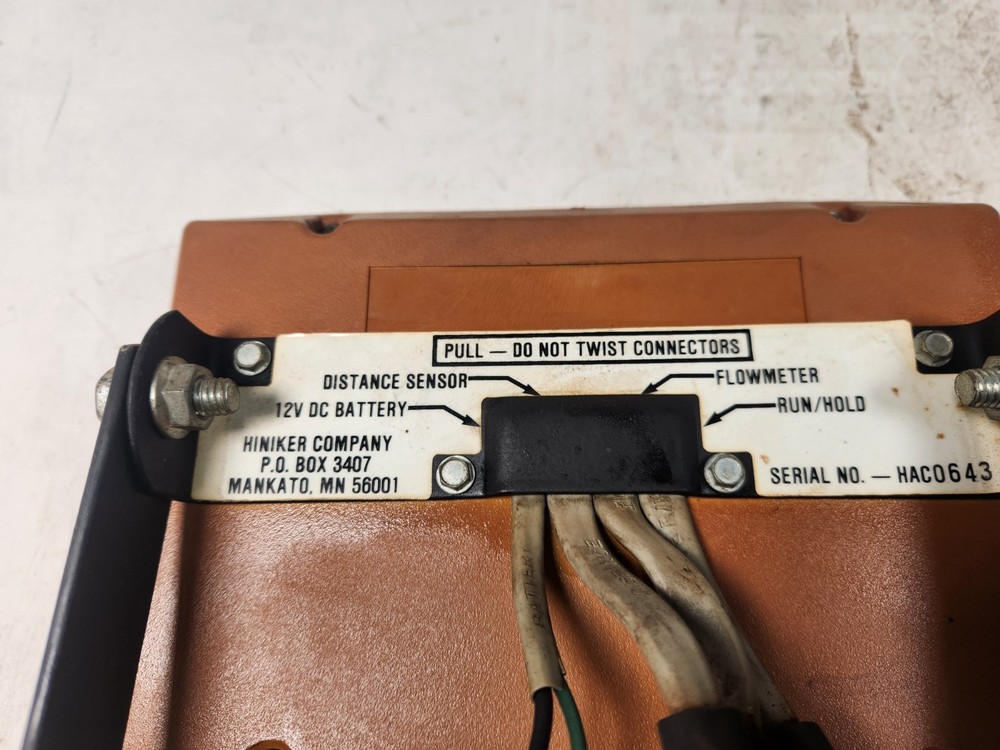 PULL — DO NOT TWIST CONNECTORS
DISTANCE SENSOR
FLOWMETER
12V DC BATTERY
RUN/HOLD
HINIKER COMPANY
P.O. BOX 3407
MANKATO, MN 56001
SERIAL NO. — HAC0643
BATTERY